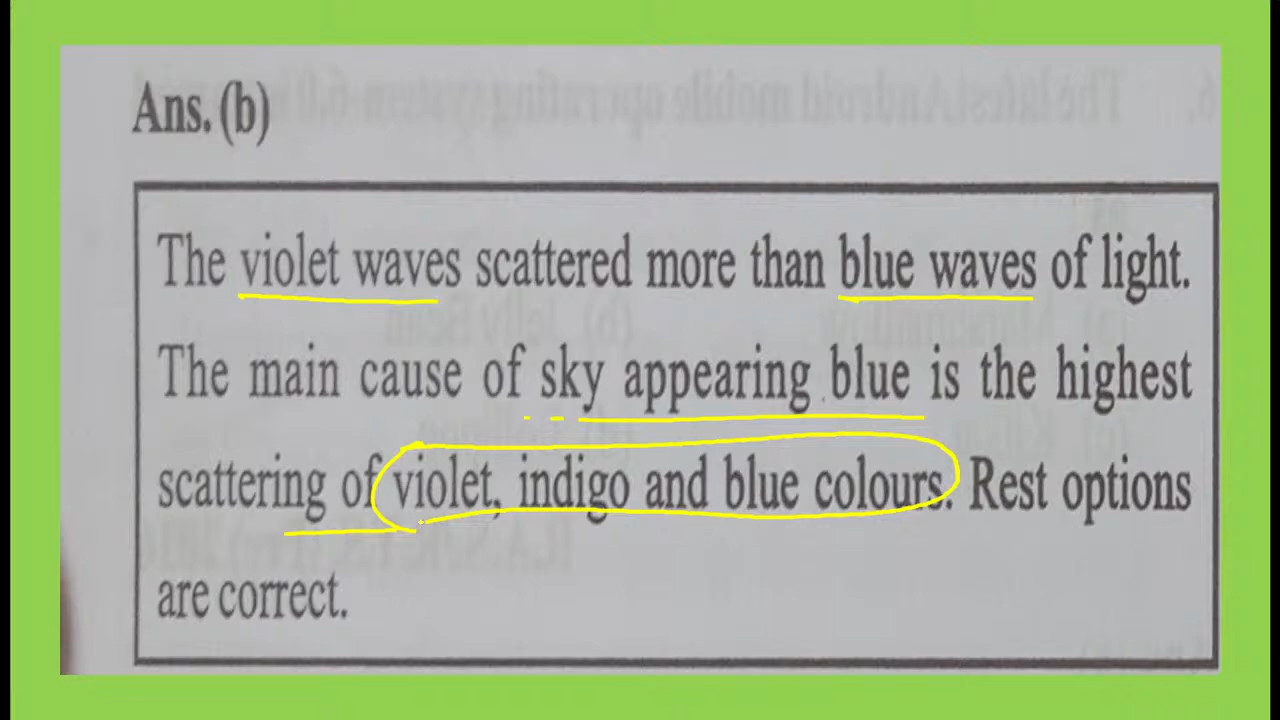 Ans. (b)
The violet waves scattered more than blue waves of light.
The main cause of sky appearing blue is the highest
scattering of violet, indigo and blue colours. Rest options
are correct.